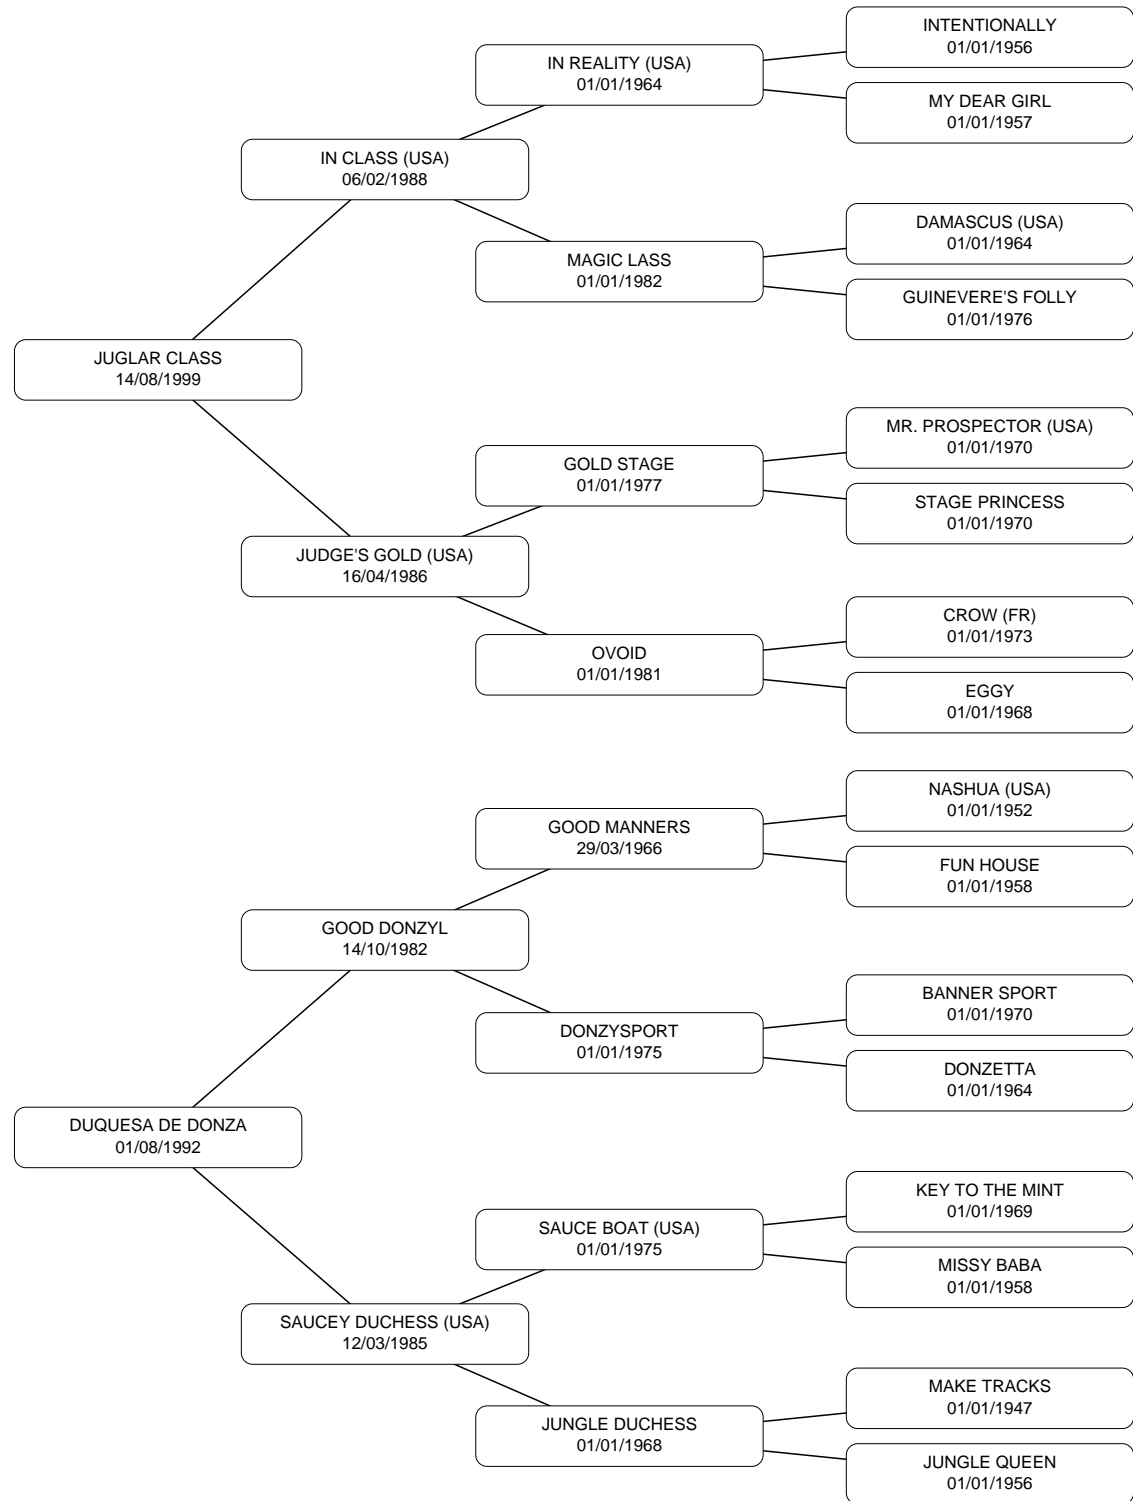 INTENTIONALLY
01/01/1956
IN REALITY (USA)
01/01/1964
MY DEAR GIRL
01/01/1957
IN CLASS (USA)
06/02/1988
DAMASCUS (USA)
01/01/1964
MAGIC LASS
01/01/1982
GUINEVERE'S FOLLY
01/01/1976
JUGLAR CLASS
14/08/1999
MR. PROSPECTOR (USA)
01/01/1970
GOLD STAGE
01/01/1977
STAGE PRINCESS
01/01/1970
JUDGE'S GOLD (USA)
16/04/1986
CROW (FR)
01/01/1973
OVOID
01/01/1981
EGGY
01/01/1968
NASHUA (USA)
01/01/1952
GOOD MANNERS
29/03/1966
FUN HOUSE
01/01/1958
GOOD DONZYL
14/10/1982
BANNER SPORT
01/01/1970
DONZYSPORT
01/01/1975
DONZETTA
01/01/1964
DUQUESA DE DONZA
01/08/1992
KEY TO THE MINT
01/01/1969
SAUCE BOAT (USA)
01/01/1975
MISSY BABA
01/01/1958
SAUCEY DUCHESS (USA)
12/03/1985
MAKE TRACKS
01/01/1947
JUNGLE DUCHESS
01/01/1968
JUNGLE QUEEN
01/01/1956